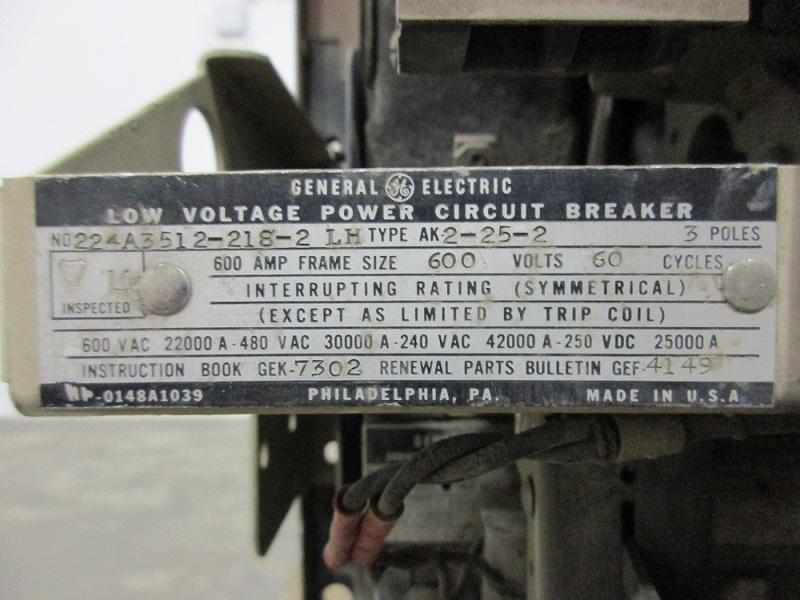 GENERAL GE ELECTRIC
LOW VOLTAGE POWER CIRCUIT BREAKER
NO 224A3512-218-2 LH TYPE AK-2-25-2 3 POLES
600 AMP FRAME SIZE 600 VOLTS 60 CYCLES
INTERRUPTING RATING (SYMMETRICAL)
INSPECTED
(EXCEPT AS LIMITED BY TRIP COIL)
600 VAC 22000 A-480 VAC 30000 A-240 VAC 42000 A-250 VDC 25000 A
INSTRUCTION BOOK GEK-7302 RENEWAL PARTS BULLETIN GEF-4149
NP-0148A1039 PHILADELPHIA, PA. MADE IN U.S.A